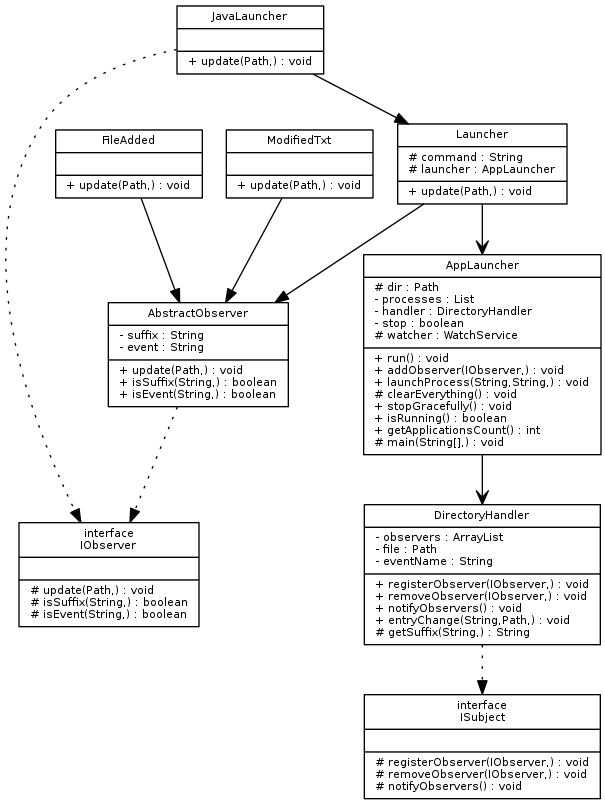 JavaLauncher
+ update(Path,) : void
FileAdded
+ update(Path,) : void
ModifiedTxt
+ update(Path,) : void
Launcher
# command : String
# launcher : AppLauncher
+ update(Path,) : void
AppLauncher
# dir : Path
- processes : List
- handler : DirectoryHandler
- stop : boolean
# watcher : WatchService
+ run() : void
+ addObserver(IObserver,) : void
+ launchProcess(String,String,) : void
# clearEverything() : void
+ stopGracefully() : void
+ isRunning() : boolean
+ getApplicationsCount() : int
# main(String[],) : void
AbstractObserver
- suffix : String
- event : String
+ update(Path,) : void
+ isSuffix(String,) : boolean
+ isEvent(String,) : boolean
interface
IObserver
# update(Path,) : void
# isSuffix(String,) : boolean
# isEvent(String,) : boolean
DirectoryHandler
- observers : ArrayList
- file : Path
- eventName : String
+ registerObserver(IObserver,) : void
+ removeObserver(IObserver,) : void
+ notifyObservers() : void
+ entryChange(String,Path,) : void
# getSuffix(String,) : String
interface
ISubject
# registerObserver(IObserver,) : void
# removeObserver(IObserver,) : void
# notifyObservers() : void